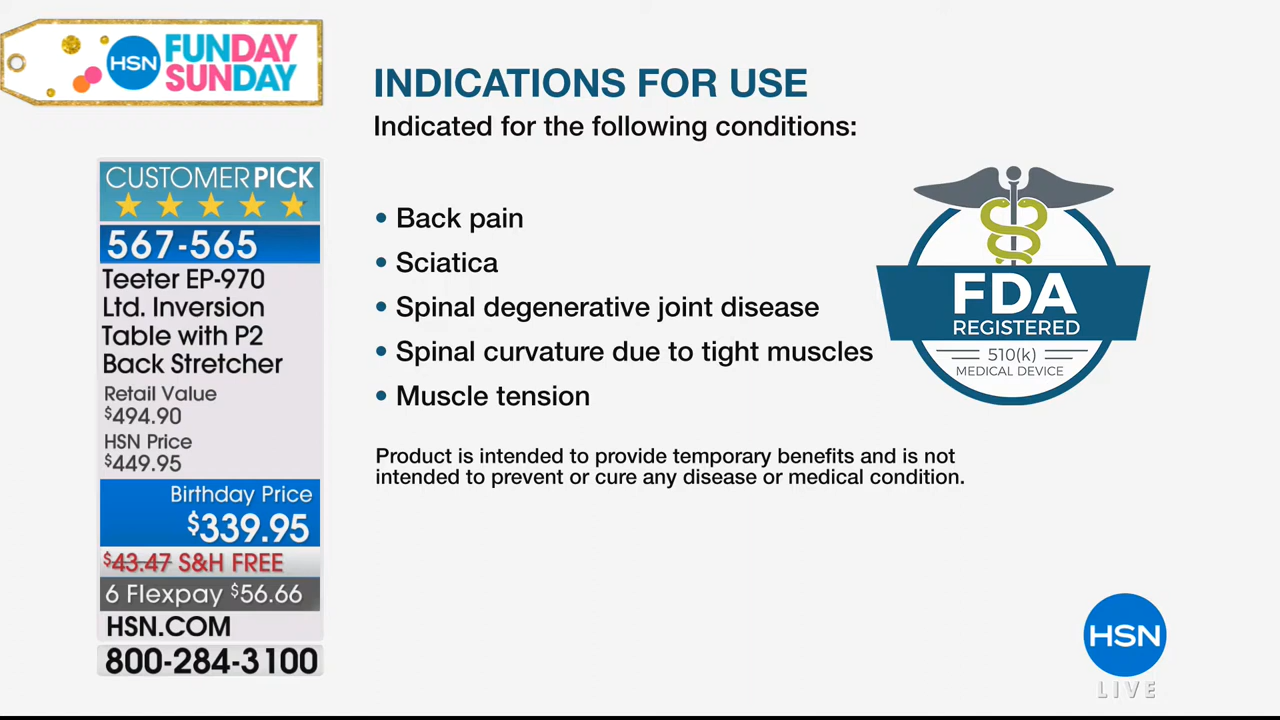 HSN
FUNDAY
SUNDAY
CUSTOMER PICK
567-565
Teeter EP-970
Ltd. Inversion
Table with P2
Back Stretcher
Retail Value
$494.90
HSN Price
$449.95
Birthday Price
$339.95
$43.47 S&H FREE
6 Flexpay $56.66
HSN.COM
800-284-3100
INDICATIONS FOR USE
Indicated for the following conditions:
• Back pain
• Sciatica
• Spinal degenerative joint disease
• Spinal curvature due to tight muscles
• Muscle tension
Product is intended to provide temporary benefits and is not
intended to prevent or cure any disease or medical condition.
FDA
REGISTERED
510(k)
MEDICAL DEVICE
HSN
LIVE